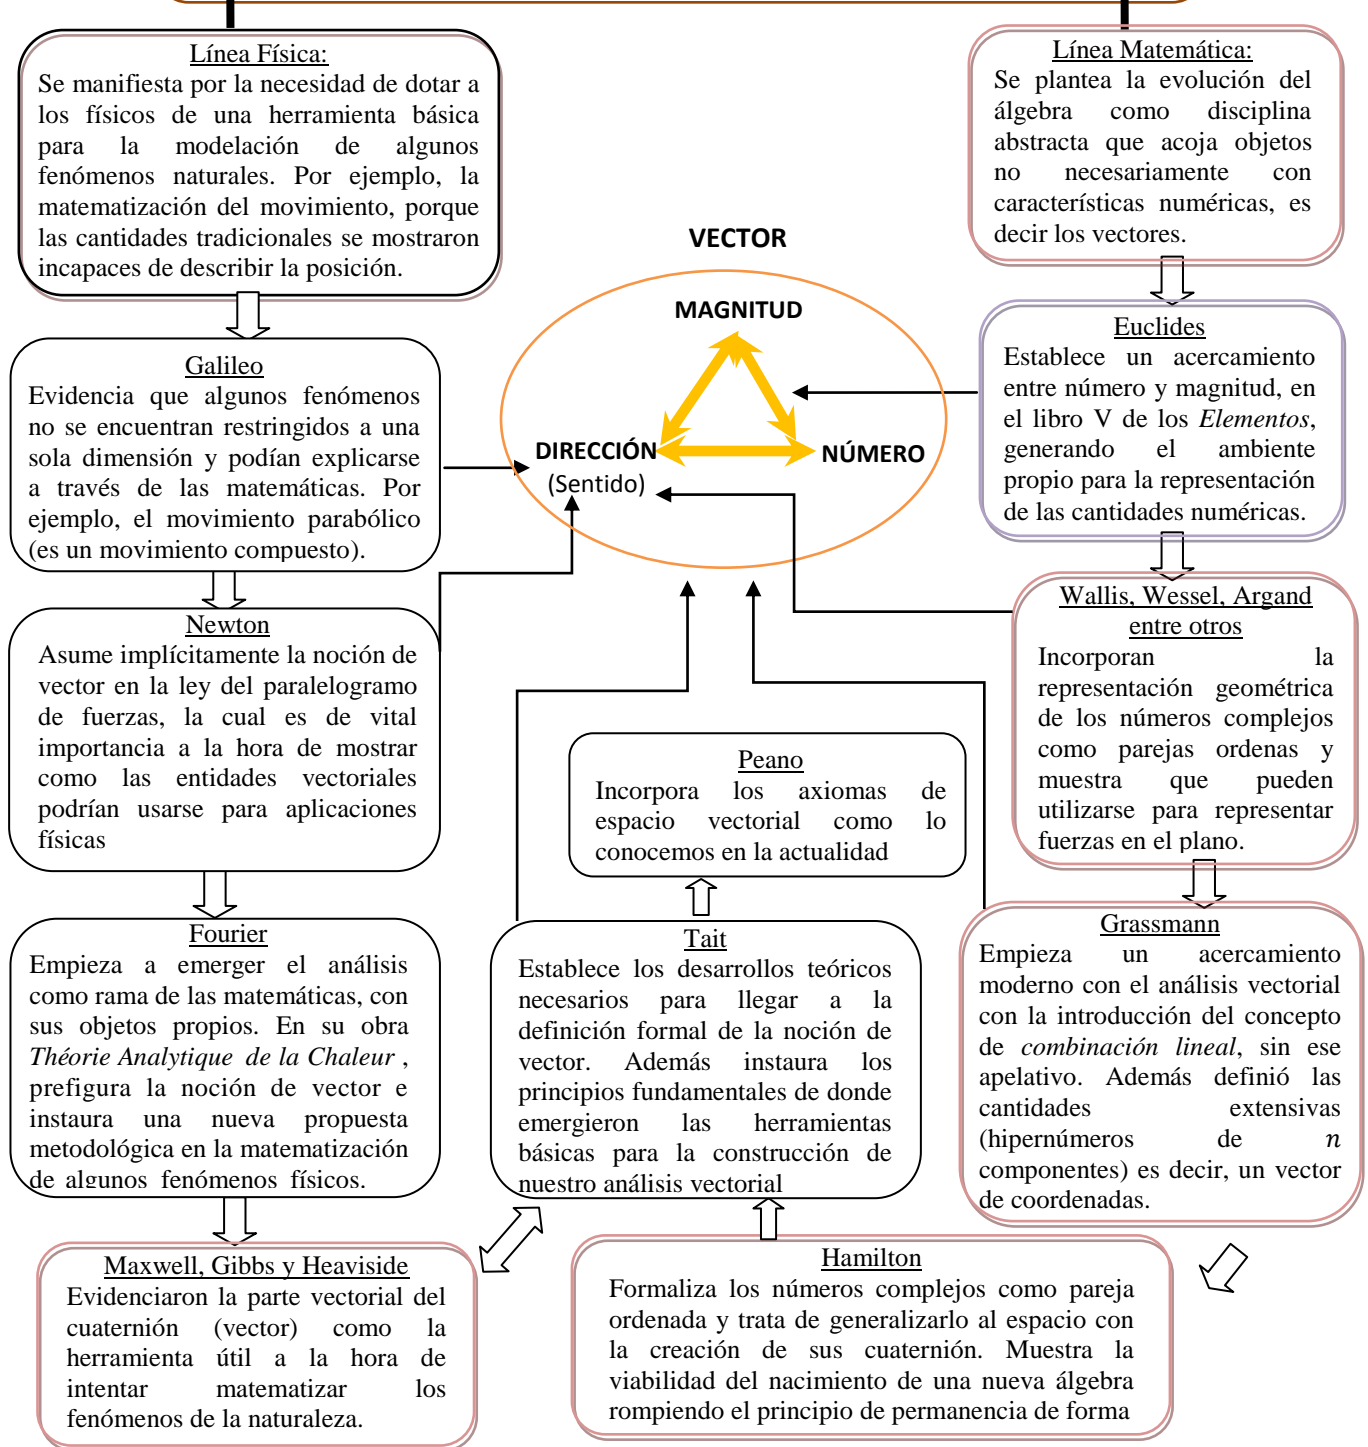 Línea Física:
Se manifiesta por la necesidad de dotar a
los físicos de una herramienta básica
para la modelación de algunos
fenómenos naturales. Por ejemplo, la
matematización del movimiento, porque
las cantidades tradicionales se mostraron
incapaces de describir la posición.
Galileo
Evidencia que algunos fenómenos
no se encuentran restringidos a una
sola dimensión y podían explicarse
a través de las matemáticas. Por
ejemplo, el movimiento parabólico
(es un movimiento compuesto).
Newton
Asume implícitamente la noción de
vector en la ley del paralelogramo
de fuerzas, la cual es de vital
importancia a la hora de mostrar
como las entidades vectoriales
podrían usarse para aplicaciones
físicas
Fourier
Empieza a emerger el análisis
como rama de las matemáticas, con
sus objetos propios. En su obra
Théorie Analytique de la Chaleur ,
prefigura la noción de vector e
instaura una nueva propuesta
metodológica en la matematización
de algunos fenómenos físicos.
Maxwell, Gibbs y Heaviside
Evidenciaron la parte vectorial del
cuaternión (vector) como la
herramienta útil a la hora de
intentar matematizar los
fenómenos de la naturaleza.
VECTOR
MAGNITUD
DIRECCIÓN
(Sentido)
NÚMERO
Peano
Incorpora los axiomas de
espacio vectorial como lo
conocemos en la actualidad
Tait
Establece los desarrollos teóricos
necesarios para llegar a la
definición formal de la noción de
vector. Además instaura los
principios fundamentales de donde
emergieron las herramientas
básicas para la construcción de
nuestro análisis vectorial
Hamilton
Formaliza los números complejos como pareja
ordenada y trata de generalizarlo al espacio con
la creación de sus cuaternión. Muestra la
viabilidad del nacimiento de una nueva álgebra
rompiendo el principio de permanencia de forma
Línea Matemática:
Se plantea la evolución del
álgebra como disciplina
abstracta que acoja objetos
no necesariamente con
características numéricas, es
decir los vectores.
Euclides
Establece un acercamiento
entre número y magnitud, en
el libro V de los Elementos,
generando el ambiente
propio para la representación
de las cantidades numéricas.
Wallis, Wessel, Argand
entre otros
Incorporan la
representación geométrica
de los números complejos
como parejas ordenas y
muestra que pueden
utilizarse para representar
fuerzas en el plano.
Grassmann
Empieza un acercamiento
moderno con el análisis vectorial
con la introducción del concepto
de combinación lineal, sin ese
apelativo. Además definió las
cantidades extensivas
(hipernúmeros de n
componentes) es decir, un vector
de coordenadas.